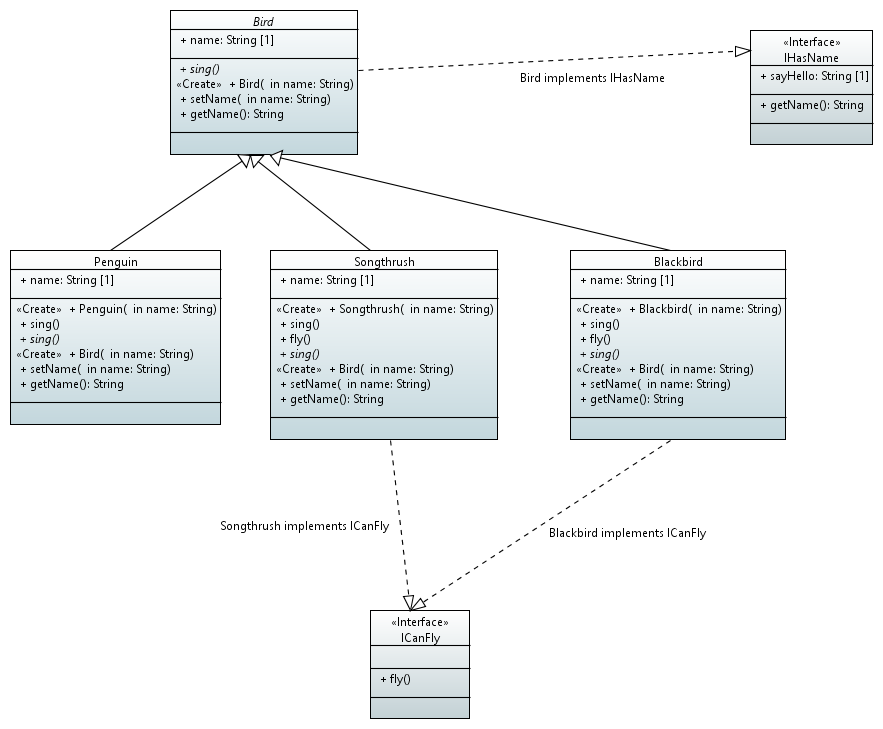 Bird
+ name: String [1]
+ sing()
«Create» + Bird( in name: String)
+ setName( in name: String)
+ getName(): String
Bird implements IHasName
«Interface»
IHasName
+ sayHello: String [1]
+ getName(): String
Penguin
+ name: String [1]
«Create» + Penguin( in name: String)
+ sing()
+ sing()
«Create» + Bird( in name: String)
+ setName( in name: String)
+ getName(): String
Songthrush
+ name: String [1]
«Create» + Songthrush( in name: String)
+ sing()
+ fly()
+ sing()
«Create» + Bird( in name: String)
+ setName( in name: String)
+ getName(): String
Blackbird
+ name: String [1]
«Create» + Blackbird( in name: String)
+ sing()
+ fly()
+ sing()
«Create» + Bird( in name: String)
+ setName( in name: String)
+ getName(): String
Songthrush implements ICanFly
Blackbird implements ICanFly
«Interface»
ICanFly
+ fly()